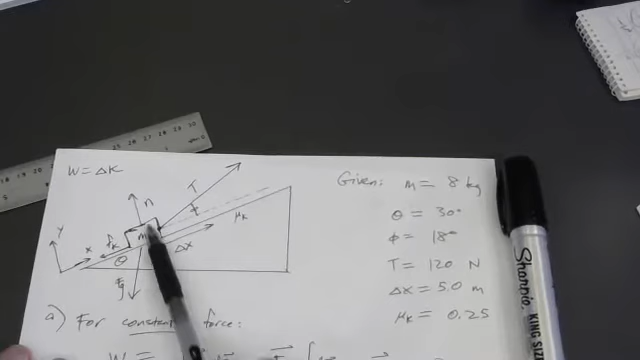 W = ΔK
Given: m = 8 kg
θ = 30°
ϕ = 18°
T = 120 N
Δx = 5.0 m
μk = 0.25
n
T
ϕ
μk
fk
m
Δx
y
x
θ
a) For constant force:
W =
Sharpie KING SIZE